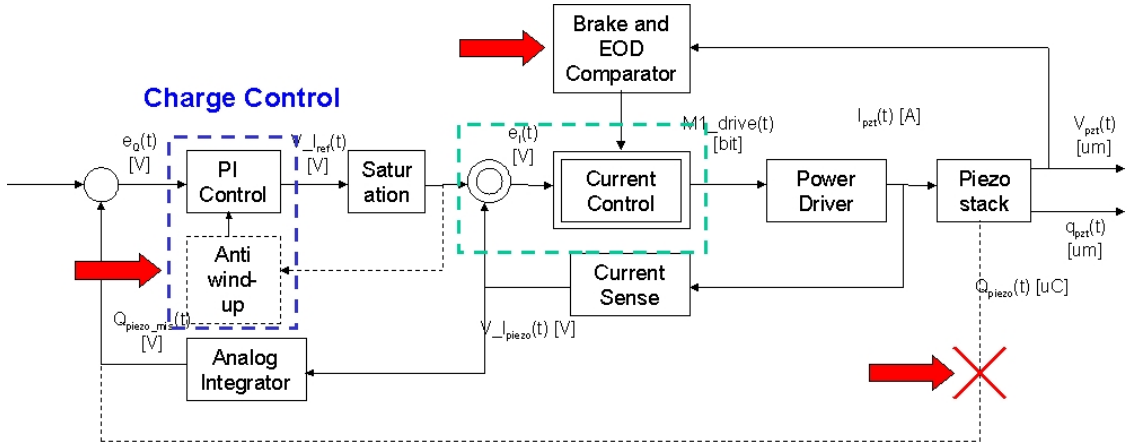 Brake and
EOD
Comparator
Charge Control
I_pzt(t) [A]
V_pzt(t)
[um]
e_Q(t)
[V]
V_I_ref(t)
[V]
e_I(t)
[V]
M1_drive(t)
[bit]
PI
Control
Satur
ation
Current
Control
Power
Driver
Piezo
stack
q_pzt(t)
[um]
Anti
wind-
up
Current
Sense
Q_piezo(t) [uC]
Q_piezo_mis(t)
[V]
V_I_piezo(t) [V]
Analog
Integrator